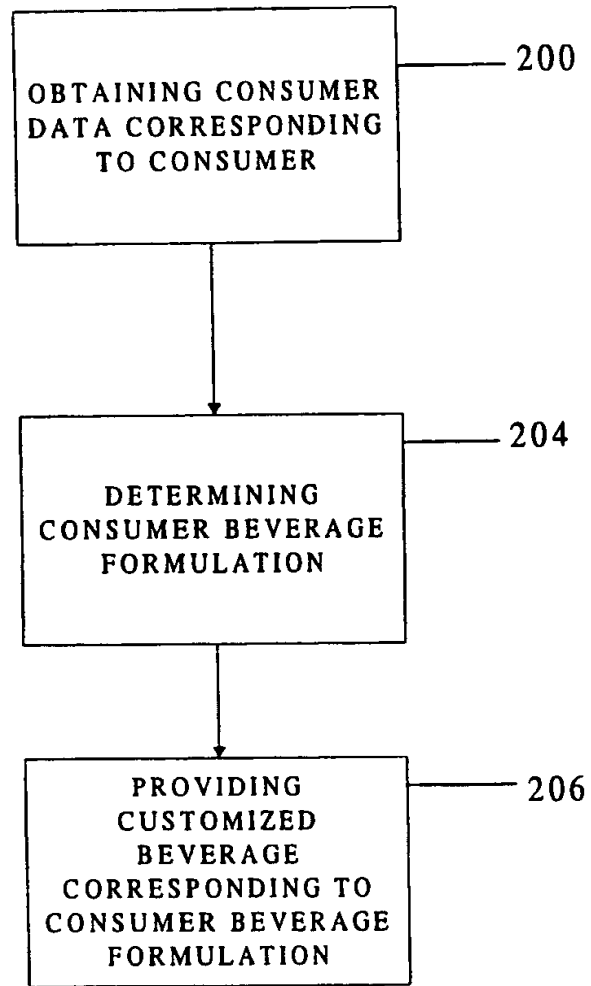 200
OBTAINING CONSUMER
DATA CORRESPONDING
TO CONSUMER
204
DETERMINING
CONSUMER BEVERAGE
FORMULATION
206
PROVIDING
CUSTOMIZED
BEVERAGE
CORRESPONDING TO
CONSUMER BEVERAGE
FORMULATION